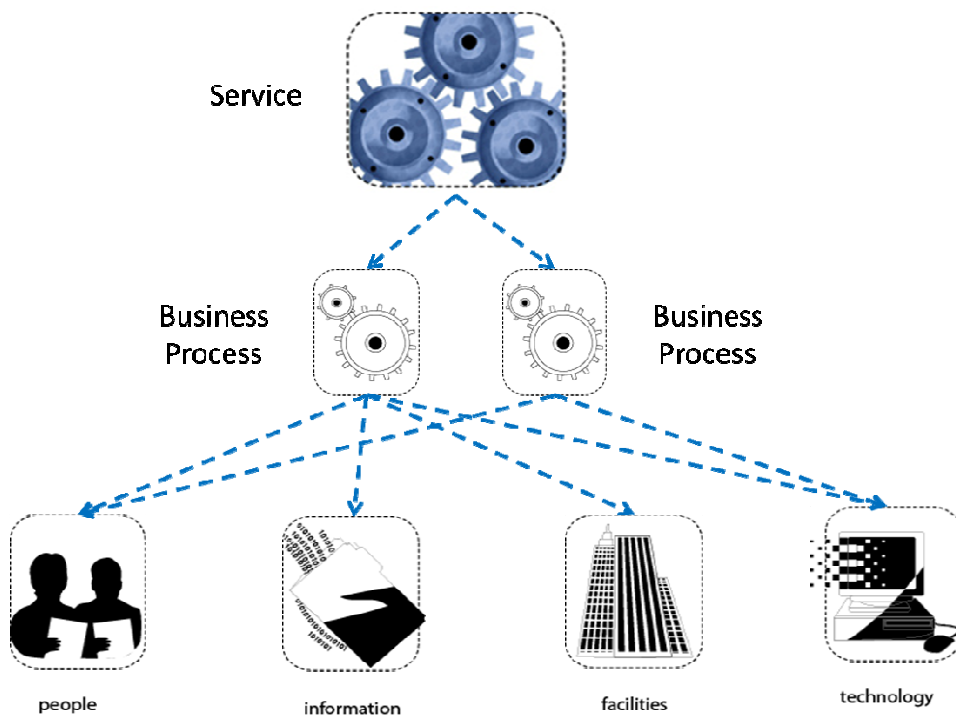 Service
Business
Process
Business
Process
people
information
facilities
technology